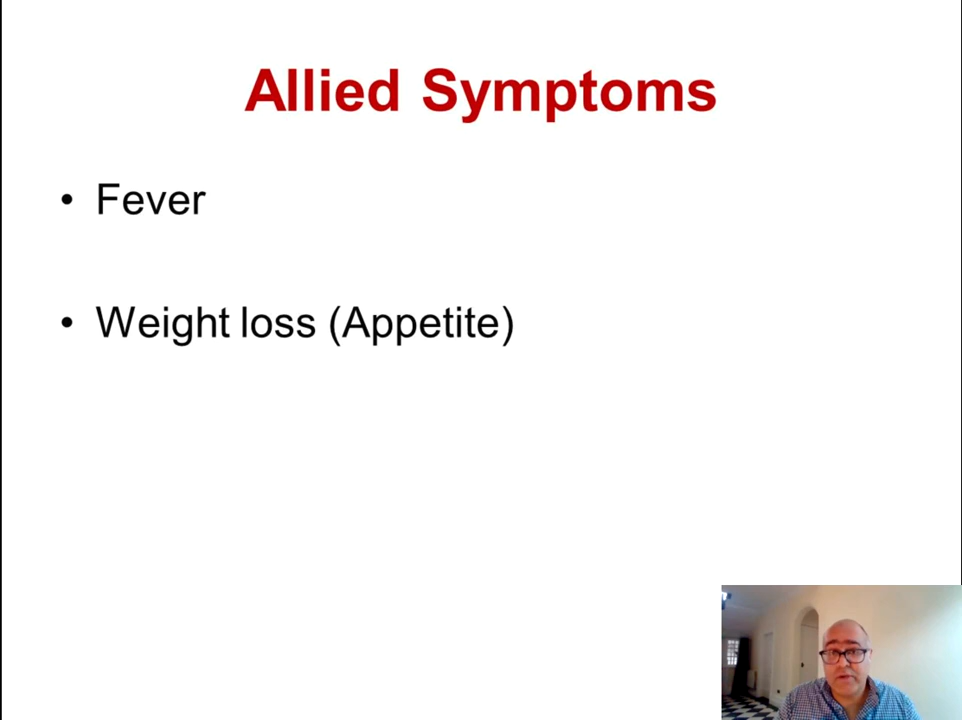 Allied Symptoms
• Fever
• Weight loss (Appetite)